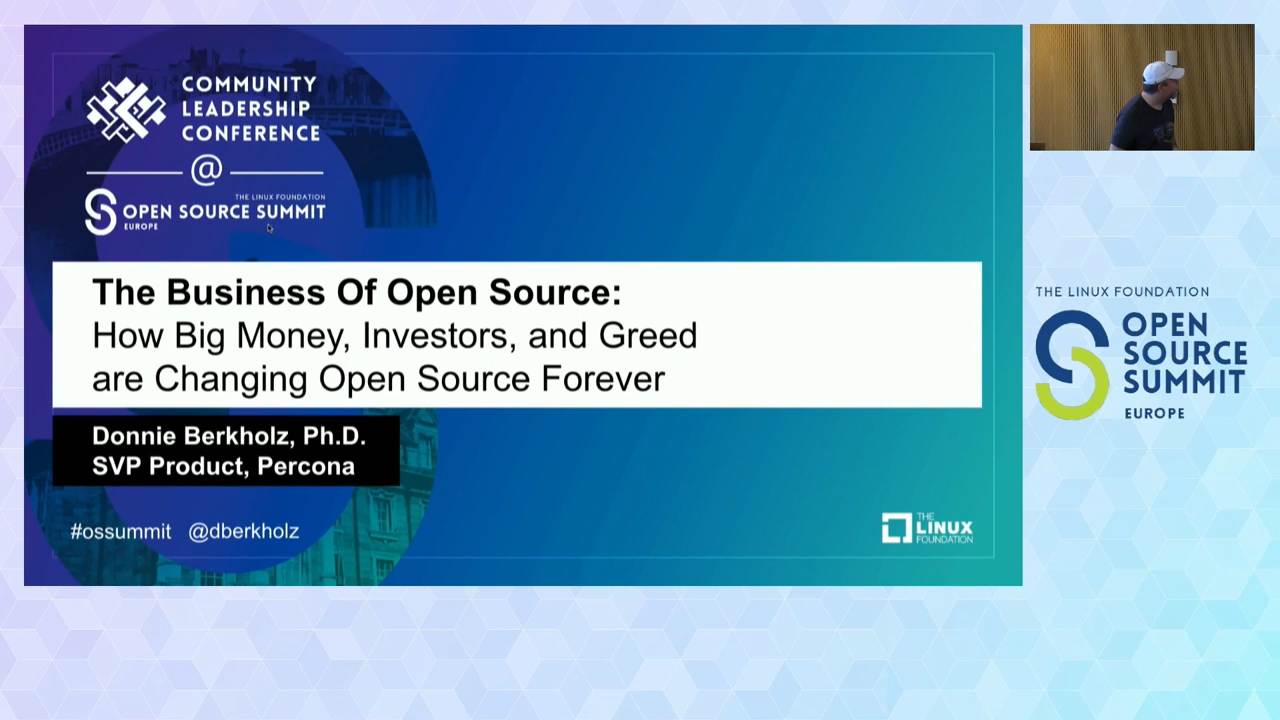 COMMUNITY
LEADERSHIP
CONFERENCE
@
THE LINUX FOUNDATION
OPEN SOURCE SUMMIT
EUROPE
The Business Of Open Source:
How Big Money, Investors, and Greed
are Changing Open Source Forever
Donnie Berkholz, Ph.D.
SVP Product, Percona
#ossummit @dberkholz
THE
LINUX
FOUNDATION
THE LINUX FOUNDATION
OPEN
SOURCE
SUMMIT
EUROPE